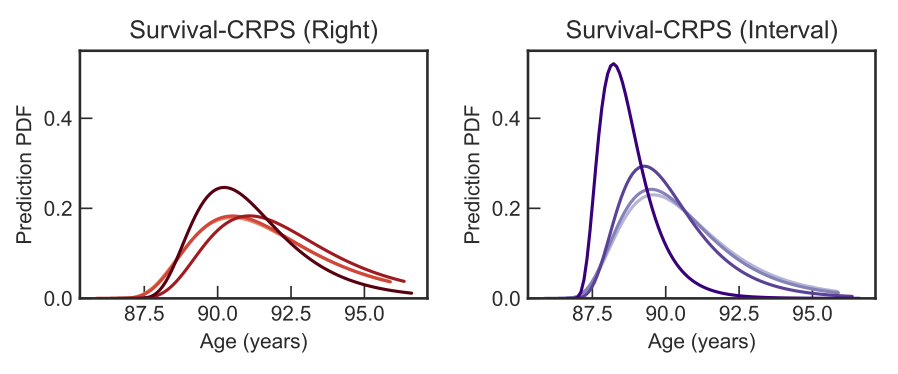 Survival-CRPS (Right)
Prediction PDF
0.4
0.2
0.0
87.5 90.0 92.5 95.0
Age (years)
Survival-CRPS (Interval)
Prediction PDF
0.4
0.2
0.0
87.5 90.0 92.5 95.0
Age (years)